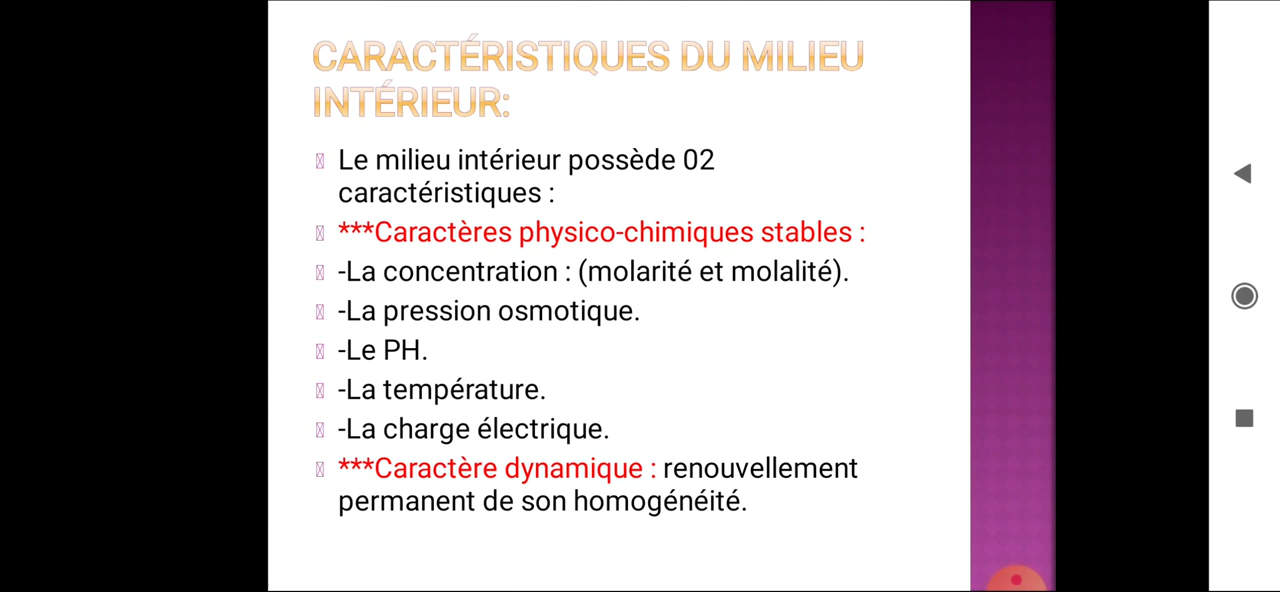 CARACTÉRISTIQUES DU MILIEU
INTÉRIEUR:
Le milieu intérieur possède 02
caractéristiques :
***Caractères physico-chimiques stables :
-La concentration : (molarité et molalité).
-La pression osmotique.
-Le PH.
-La température.
-La charge électrique.
***Caractère dynamique : renouvellement
permanent de son homogénéité.